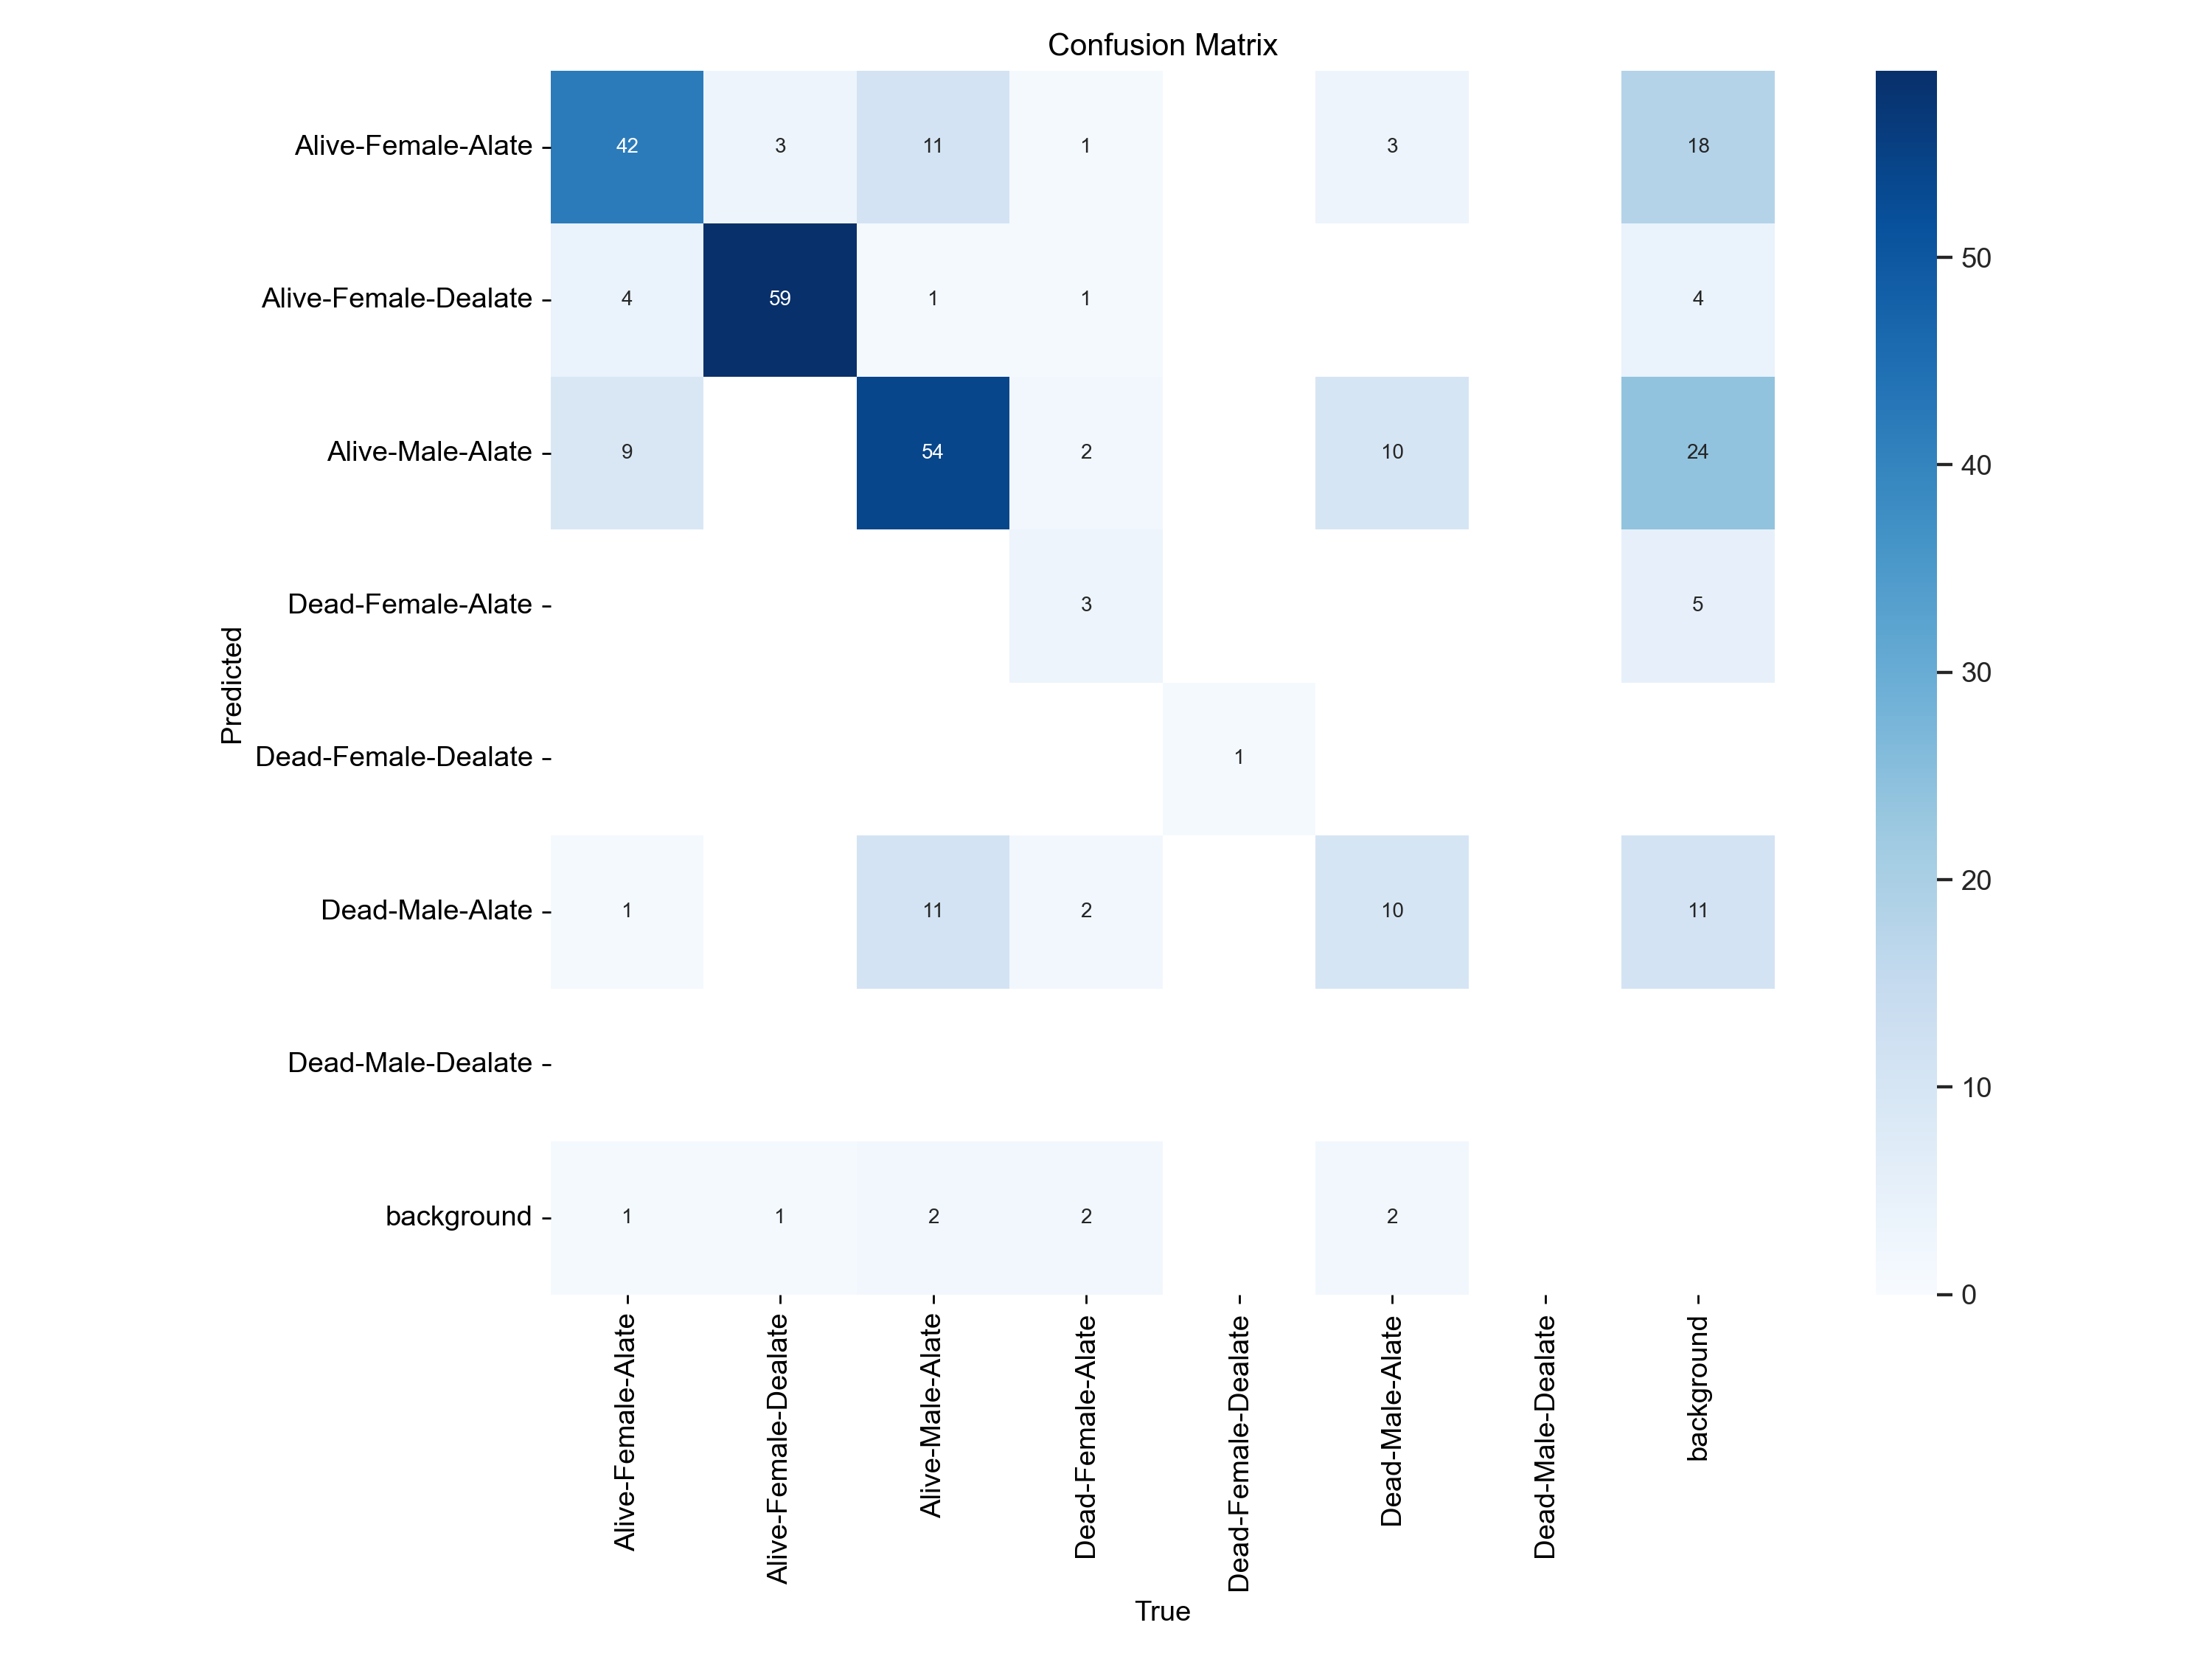 Confusion Matrix
Alive-Female-Alate 42 3 11 1 3 18
Alive-Female-Dealate 4 59 1 1 4
Alive-Male-Alate 9 54 2 10 24
Dead-Female-Alate 3 5
Dead-Female-Dealate 1
Dead-Male-Alate 1 11 2 10 11
Dead-Male-Dealate
background 1 1 2 2 2
Predicted
Alive-Female-Alate
Alive-Female-Dealate
Alive-Male-Alate
Dead-Female-Alate
Dead-Female-Dealate
Dead-Male-Alate
Dead-Male-Dealate
background
True
50
40
30
20
10
0